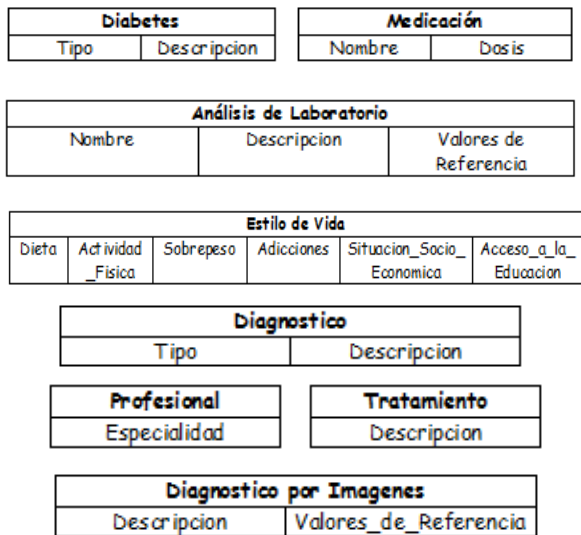 Diabetes
Tipo Descripcion
Medicación
Nombre Dosis
Análisis de Laboratorio
Nombre Descripcion Valores de
Referencia
Estilo de Vida
Dieta Actividad Sobrepeso Adicciones Situacion_Socio_ Acceso_a_la_
_Fisica Economica Educacion
Diagnostico
Tipo Descripcion
Profesional
Especialidad
Tratamiento
Descripcion
Diagnostico por Imagenes
Descripcion Valores_de_Referencia